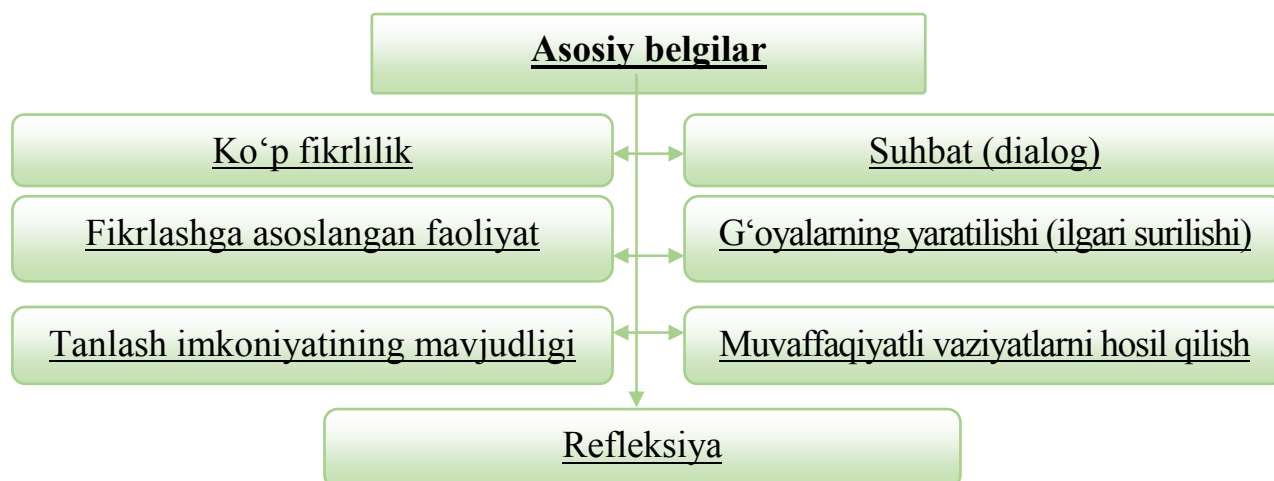 Asosiy belgilar
Ko‘p fikrlilik
Suhbat (dialog)
Fikrlashga asoslangan faoliyat
G‘oyalarning yaratilishi (ilgari surilishi)
Tanlash imkoniyatining mavjudligi
Muvaffaqiyatli vaziyatlarni hosil qilish
Refleksiya